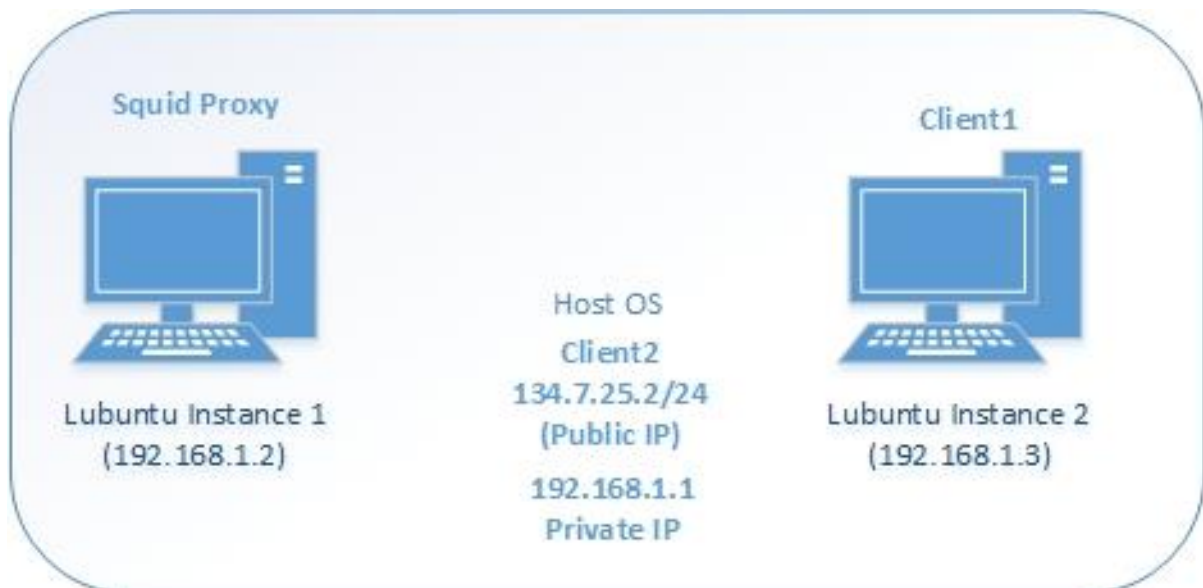 Squid Proxy
Client1
Host OS
Client2
134.7.25.2/24
(Public IP)
192.168.1.1
Private IP
Lubuntu Instance 1
(192.168.1.2)
Lubuntu Instance 2
(192.168.1.3)